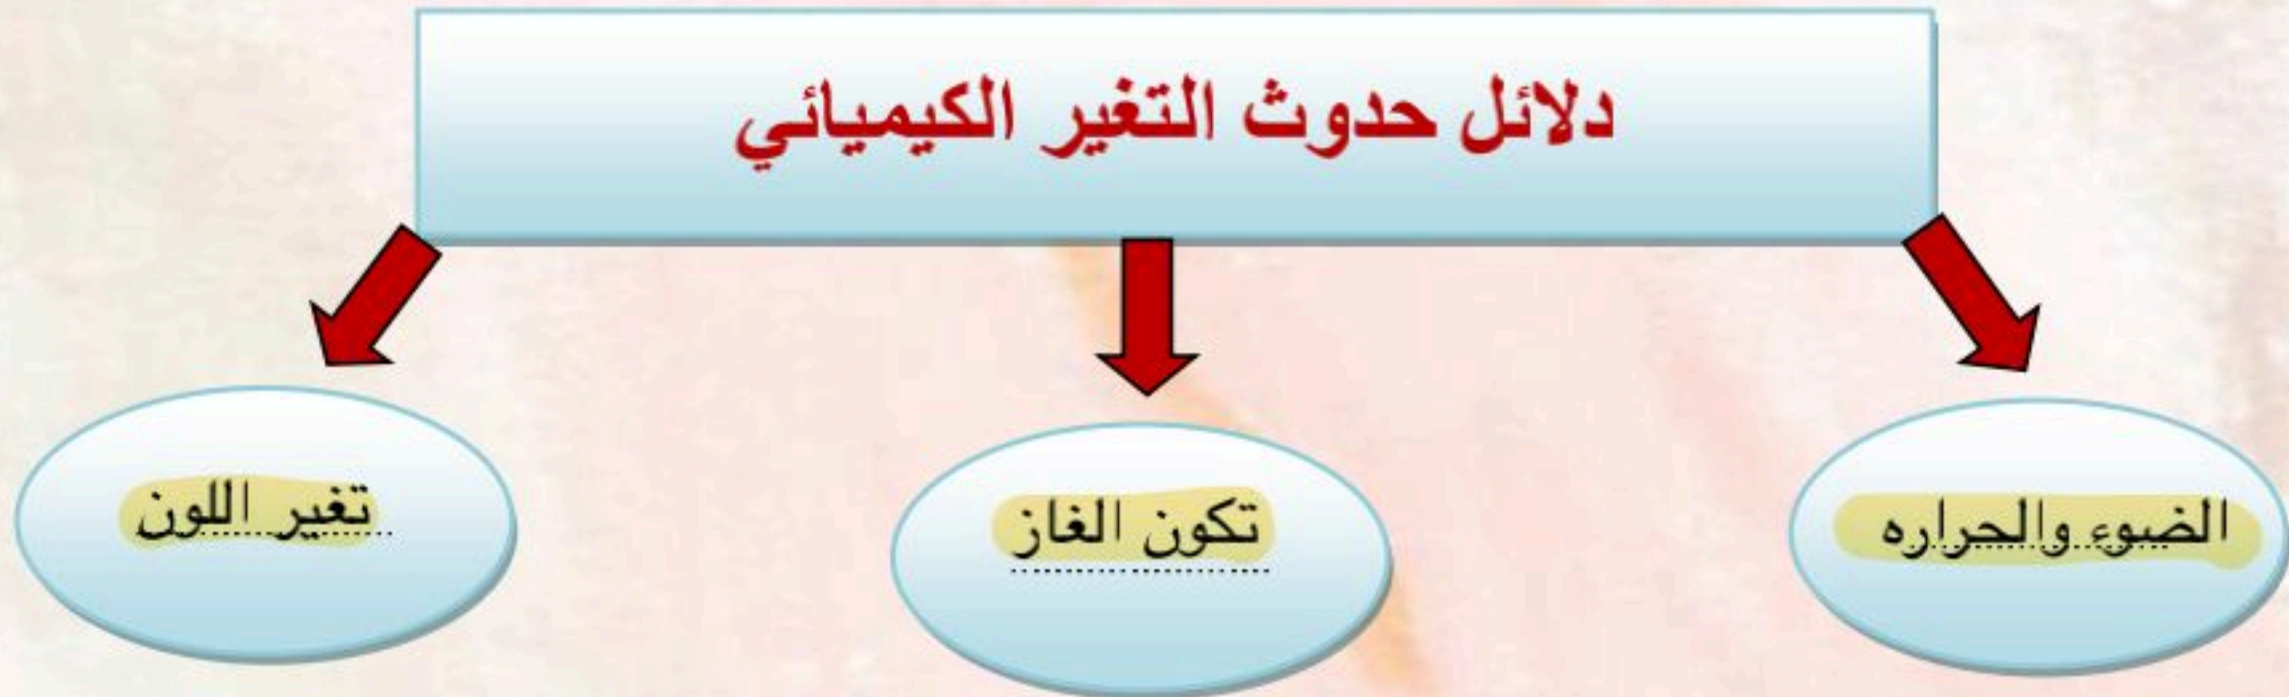 دلائل حدوث التغير الكيميائي
الضوء والحراره
تكون الغاز
تغير اللون